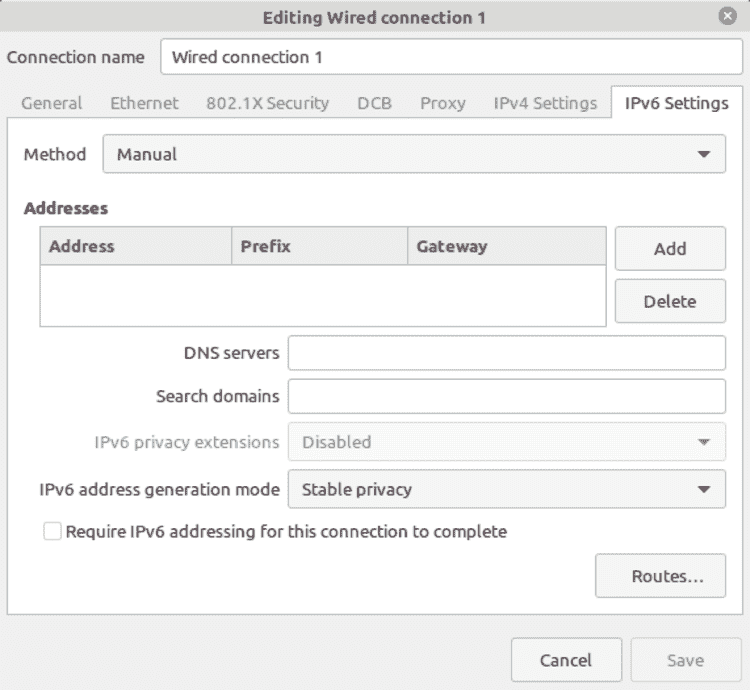 Editing Wired connection 1
Connection name Wired connection 1
General Ethernet 802.1X Security DCB Proxy IPv4 Settings IPv6 Settings
Method Manual
Addresses
Address Prefix Gateway
Add
Delete
DNS servers
Search domains
IPv6 privacy extensions Disabled
IPv6 address generation mode Stable privacy
Require IPv6 addressing for this connection to complete
Routes...
Cancel Save